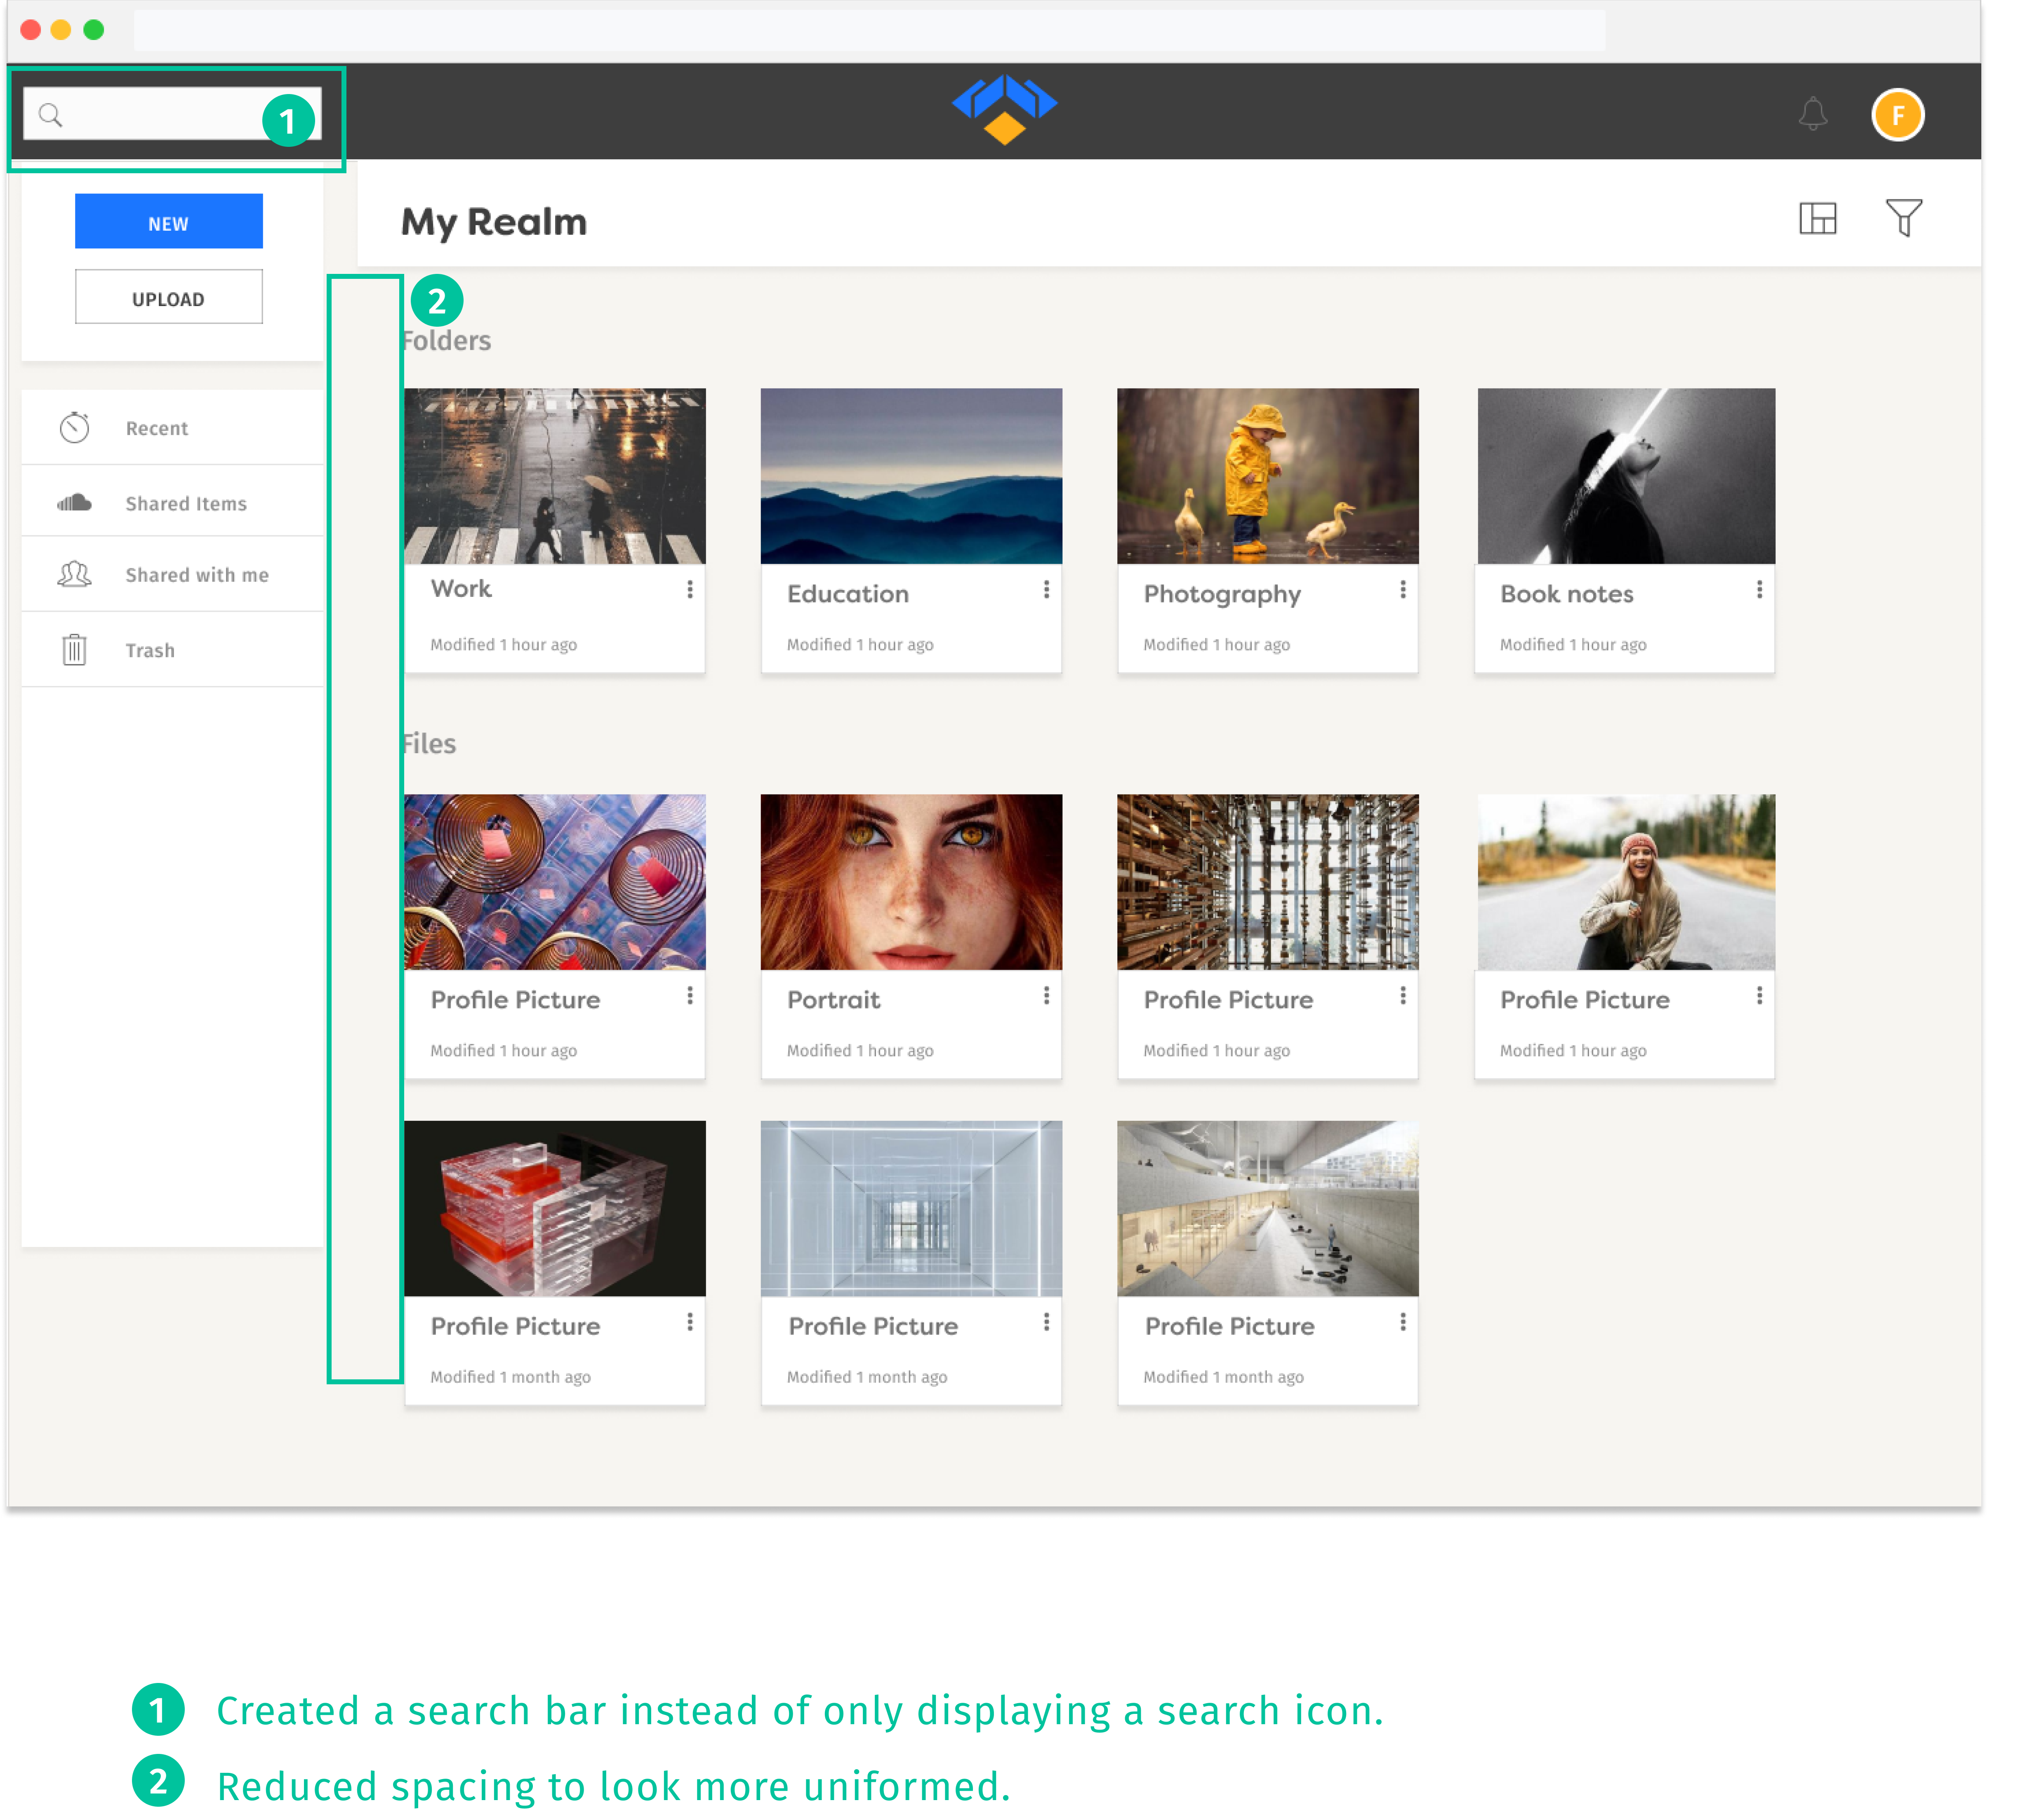 1
F
NEW
My Realm
UPLOAD
2
Folders
Recent
Shared Items
Shared with me
Trash
Work
Modified 1 hour ago
Education
Modified 1 hour ago
Photography
Modified 1 hour ago
Book notes
Modified 1 hour ago
Files
Profile Picture
Modified 1 hour ago
Portrait
Modified 1 hour ago
Profile Picture
Modified 1 hour ago
Profile Picture
Modified 1 hour ago
Profile Picture
Modified 1 month ago
Profile Picture
Modified 1 month ago
Profile Picture
Modified 1 month ago
1 Created a search bar instead of only displaying a search icon.
2 Reduced spacing to look more uniformed.